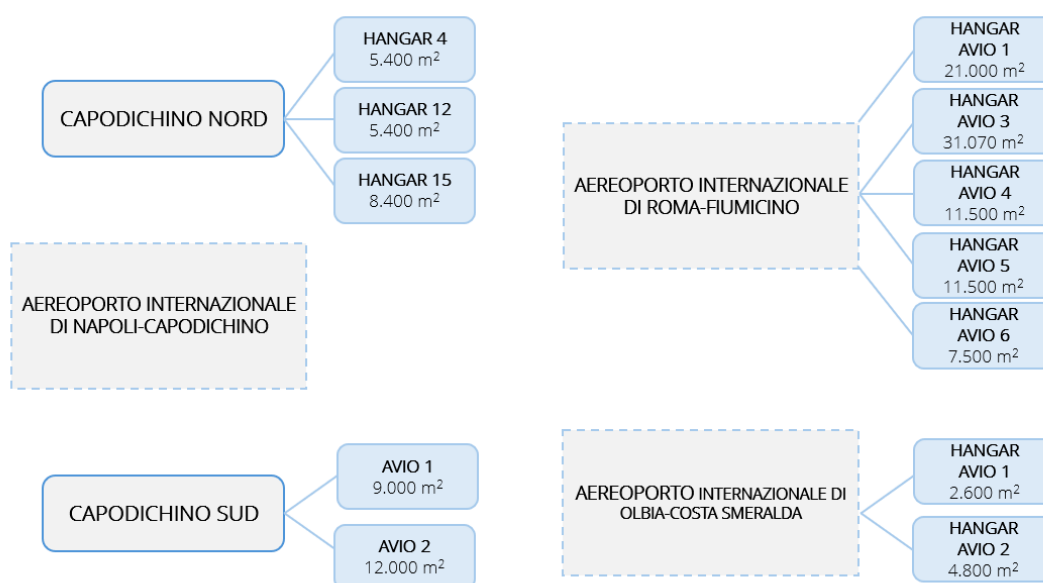 CAPODICHINO NORD
HANGAR 4
5.400 m²
HANGAR 12
5.400 m²
HANGAR 15
8.400 m²
AEREOPORTO INTERNAZIONALE
DI NAPOLI-CAPODICHINO
CAPODICHINO SUD
AVIO 1
9.000 m²
AVIO 2
12.000 m²
AEREOPORTO INTERNAZIONALE
DI ROMA-FIUMICINO
HANGAR
AVIO 1
21.000 m²
HANGAR
AVIO 3
31.070 m²
HANGAR
AVIO 4
11.500 m²
HANGAR
AVIO 5
11.500 m²
HANGAR
AVIO 6
7.500 m²
AEREOPORTO INTERNAZIONALE DI
OLBIA-COSTA SMERALDA
HANGAR
AVIO 1
2.600 m²
HANGAR
AVIO 2
4.800 m²